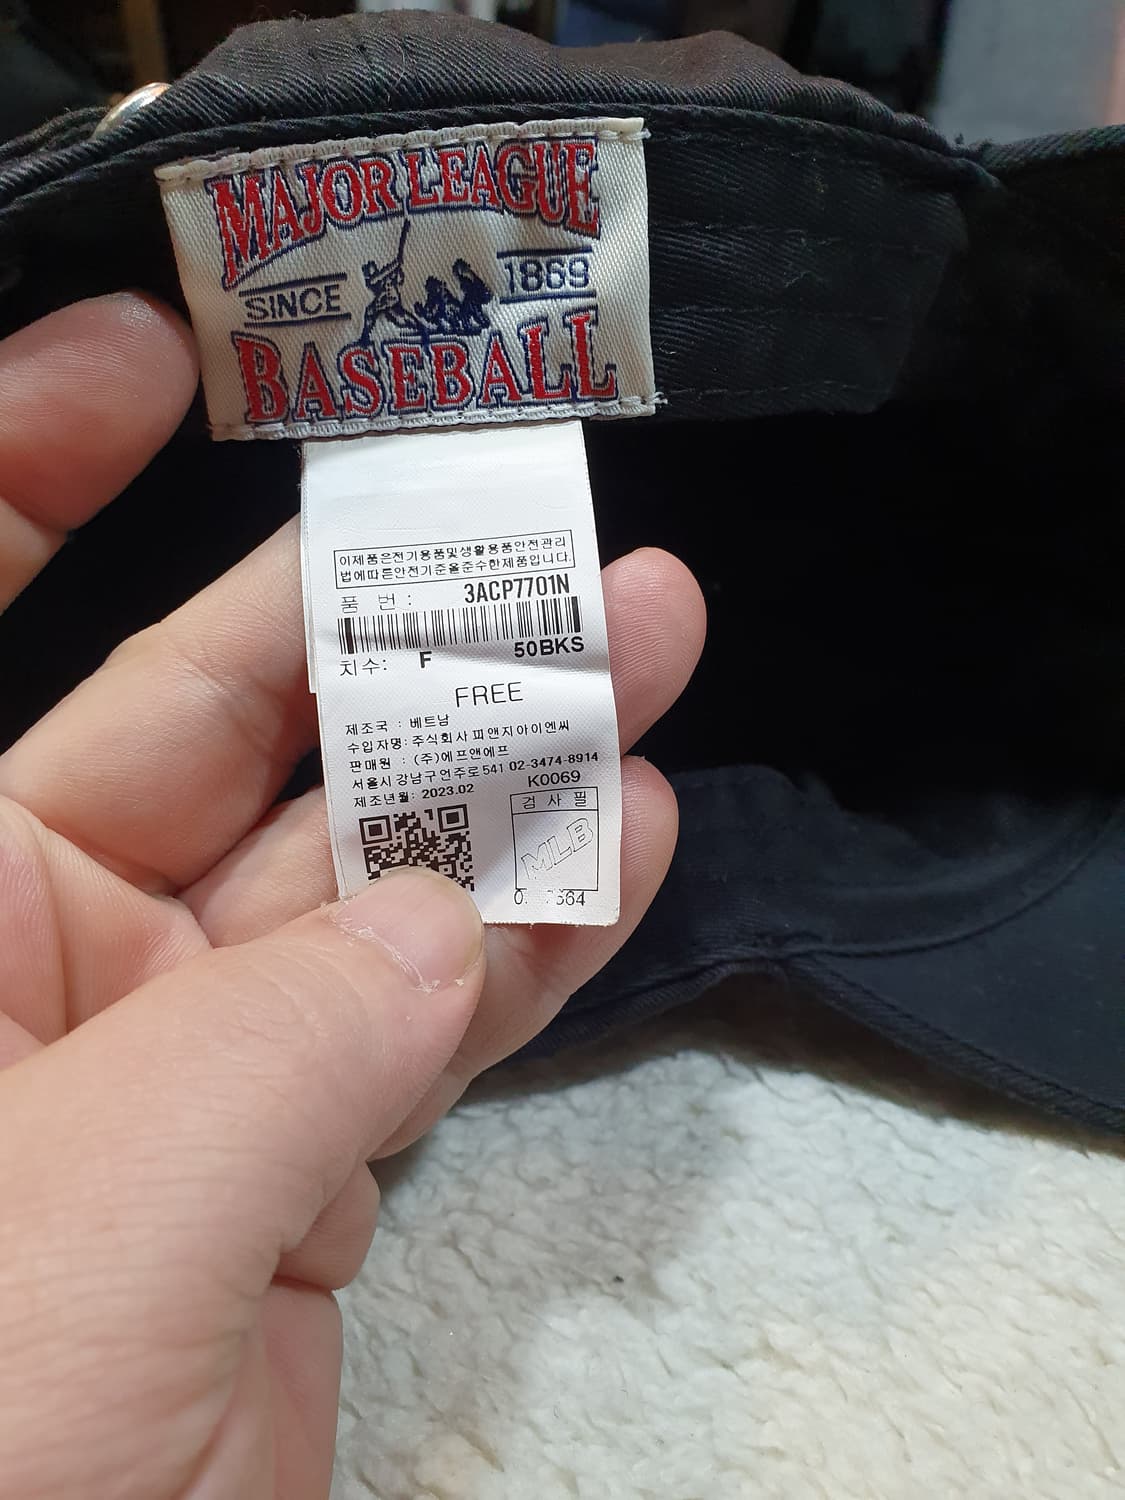 MAJOR LEAGUE
SINCE 1869
BASEBALL
이제품은전기용품및생활용품안전관리
법에따른안전기준을준수한제품입니다.
품 번 : 3ACP7701N
50BKS
치수: F
FREE
제조국 : 베트남
수입자명: 주식회사 피앤지아이엔씨
판매원 : (주)에프앤에프
서울시 강남구 언주로 541 02-3474-8914
제조년월: 2023.02
K0069
검 사 필
MLB